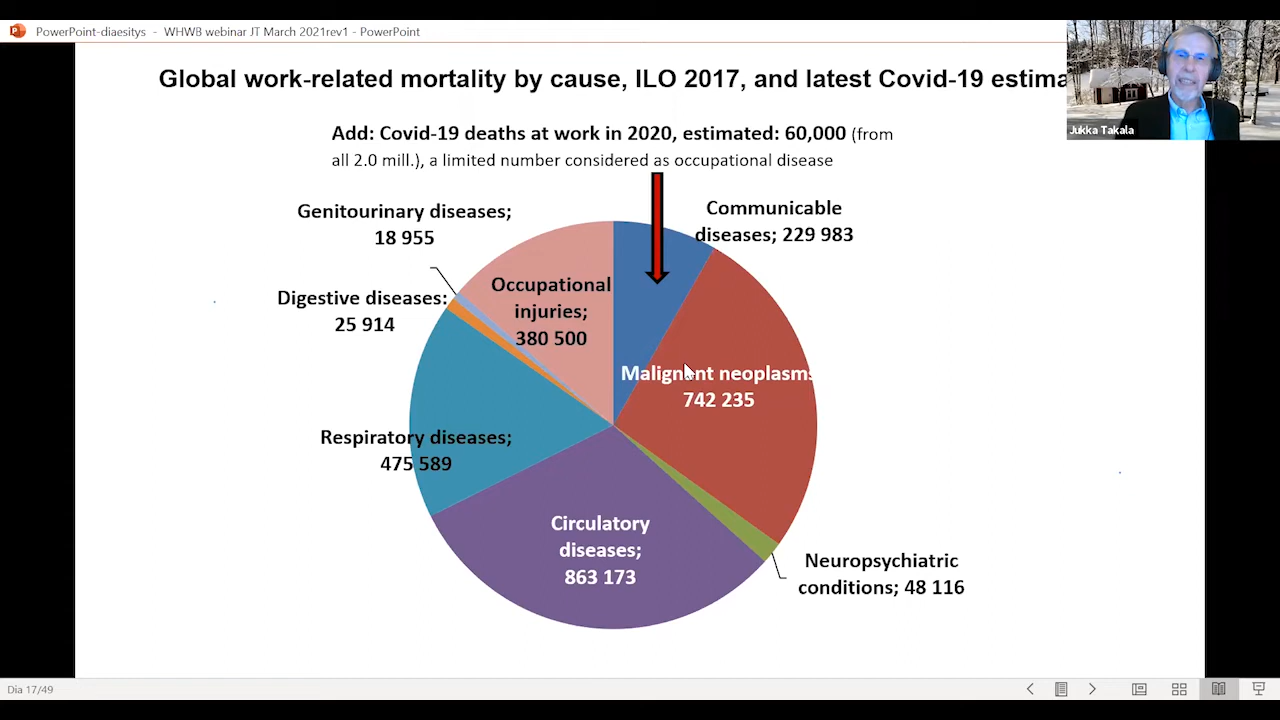 PowerPoint-diaesitys - WHWB webinar JT March 2021rev1 - PowerPoint
Global work-related mortality by cause, ILO 2017, and latest Covid-19 estima
Jukka Takala
Add: Covid-19 deaths at work in 2020, estimated: 60,000 (from
all 2.0 mill.), a limited number considered as occupational disease
Genitourinary diseases;
18 955
Communicable
diseases; 229 983
Digestive diseases;
25 914
Occupational
injuries;
380 500
Malignant neoplasms
742 235
Respiratory diseases;
475 589
Circulatory
diseases;
863 173
Neuropsychiatric
conditions; 48 116
Dia 17/49